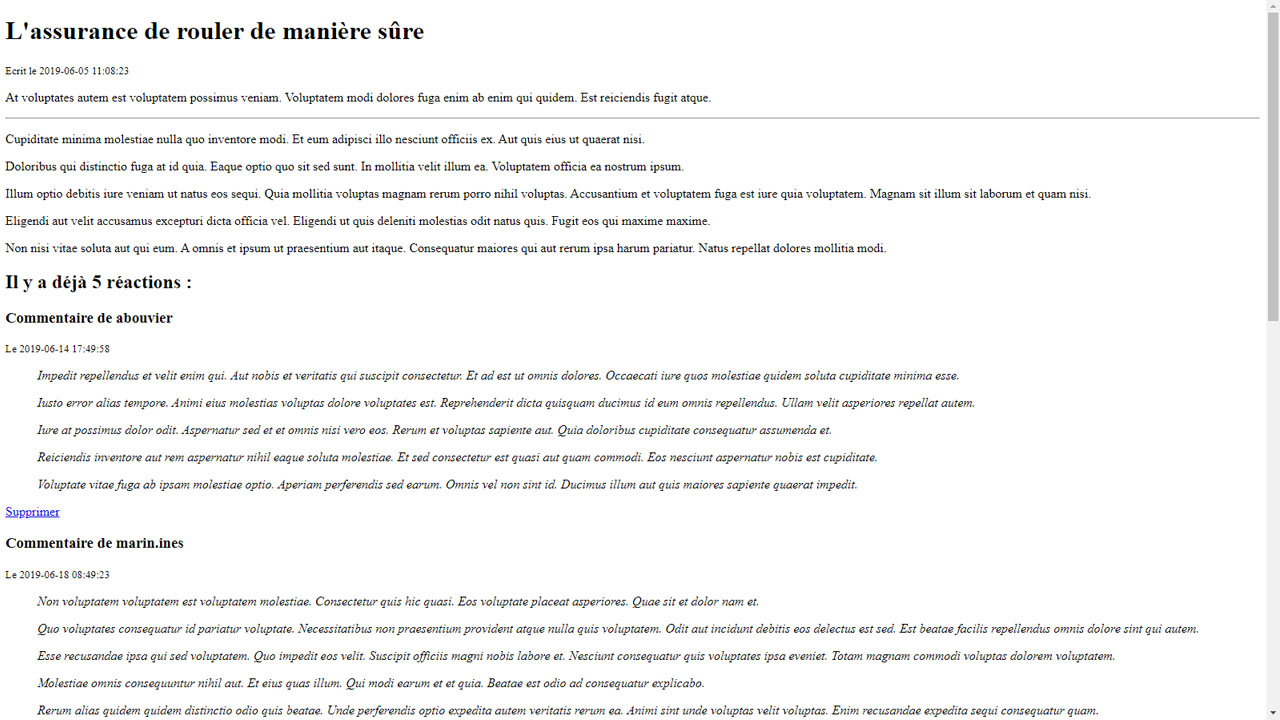 L'assurance de rouler de manière sûre
Ecrit le 2019-06-05 11:08:23
At voluptates autem est voluptatem possimus veniam. Voluptatem modi dolores fuga enim ab enim qui quidem. Est reiciendis fugit atque.
Cupiditate minima molestiae nulla quo inventore modi. Et eum adipisci illo nesciunt officiis ex. Aut quis eius ut quaerat nisi.
Doloribus qui distinctio fuga at id quia. Eaque optio quo sit sed sunt. In mollitia velit illum ea. Voluptatem officia ea nostrum ipsum.
Illum optio debitis iure veniam ut natus eos sequi. Quia mollitia voluptas magnam rerum porro nihil voluptas. Accusantium et voluptatem fuga est iure quia voluptatem. Magnam sit illum sit laborum et quam nisi.
Eligendi aut velit accusamus excepturi dicta officia vel. Eligendi ut quis deleniti molestias odit natus quis. Fugit eos qui maxime maxime.
Non nisi vitae soluta aut qui eum. A omnis et ipsum ut praesentium aut itaque. Consequatur maiores qui aut rerum ipsa harum pariatur. Natus repellat dolores mollitia modi.
Il y a déjà 5 réactions :
Commentaire de abouvier
Le 2019-06-14 17:49:58
Impedit repellendus et velit enim qui. Aut nobis et veritatis qui suscipit consectetur. Et ad est ut omnis dolores. Occaecati iure quos molestiae quidem soluta cupiditate minima esse.
Iusto error alias tempore. Animi eius molestias voluptas dolore voluptates est. Reprehenderit dicta quisquam ducimus id eum omnis repellendus. Ullam velit asperiores repellat autem.
Iure at possimus dolor odit. Aspernatur sed et et omnis nisi vero eos. Rerum et voluptas sapiente aut. Quia doloribus cupiditate consequatur assumenda et.
Reiciendis inventore aut rem aspernatur nihil eaque soluta molestiae. Et sed consectetur est quasi aut quam commodi. Eos nesciunt aspernatur nobis est cupiditate.
Voluptate vitae fuga ab ipsam molestiae optio. Aperiam perferendis sed earum. Omnis vel non sint id. Ducimus illum aut quis maiores sapiente quaerat impedit.
Supprimer
Commentaire de marin.ines
Le 2019-06-18 08:49:23
Non voluptatem voluptatem est voluptatem molestiae. Consectetur quis hic quasi. Eos voluptate placeat asperiores. Quae sit et dolor nam et.
Quo voluptates consequatur id pariatur voluptate. Necessitatibus non praesentium provident atque nulla quis voluptatem. Odit aut incidunt debitis eos delectus est sed. Est beatae facilis repellendus omnis dolore sint qui autem.
Esse recusandae ipsa qui sed voluptatem. Quo impedit eos velit. Suscipit officiis magni nobis labore et. Nesciunt consequatur quis voluptates ipsa eveniet. Totam magnam commodi voluptas dolorem voluptatem.
Molestiae omnis consequuntur nihil aut. Et eius quas illum. Qui modi earum et et quia. Beatae est odio ad consequatur explicabo.
Rerum alias quidem quidem distinctio odio quis beatae. Unde perferendis optio expedita autem veritatis rerum ea. Animi sint unde voluptas velit voluptas. Enim recusandae expedita sequi consequatur quam.